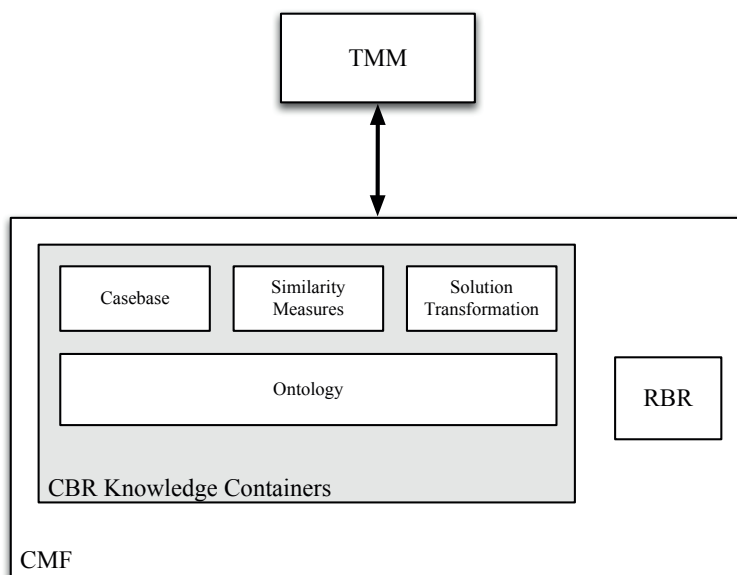 TMM
Casebase
Similarity
Measures
Solution
Transformation
Ontology
RBR
CBR Knowledge Containers
CMF